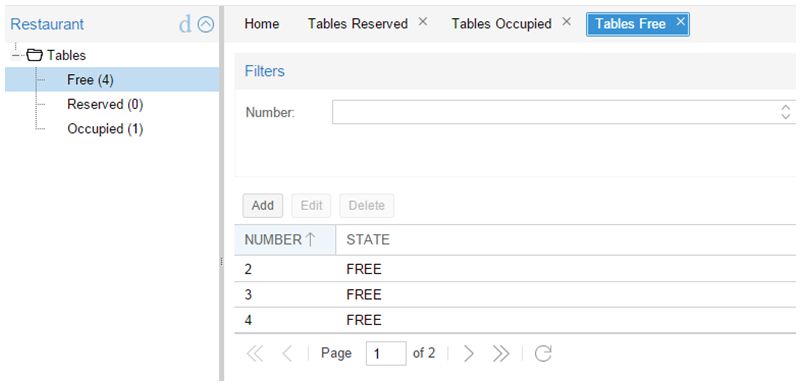 Restaurant
Tables
Free (4)
Reserved (0)
Occupied (1)
Home Tables Reserved Tables Occupied Tables Free
Filters
Number:
Add Edit Delete
NUMBER STATE
2 FREE
3 FREE
4 FREE
Page 1 of 2